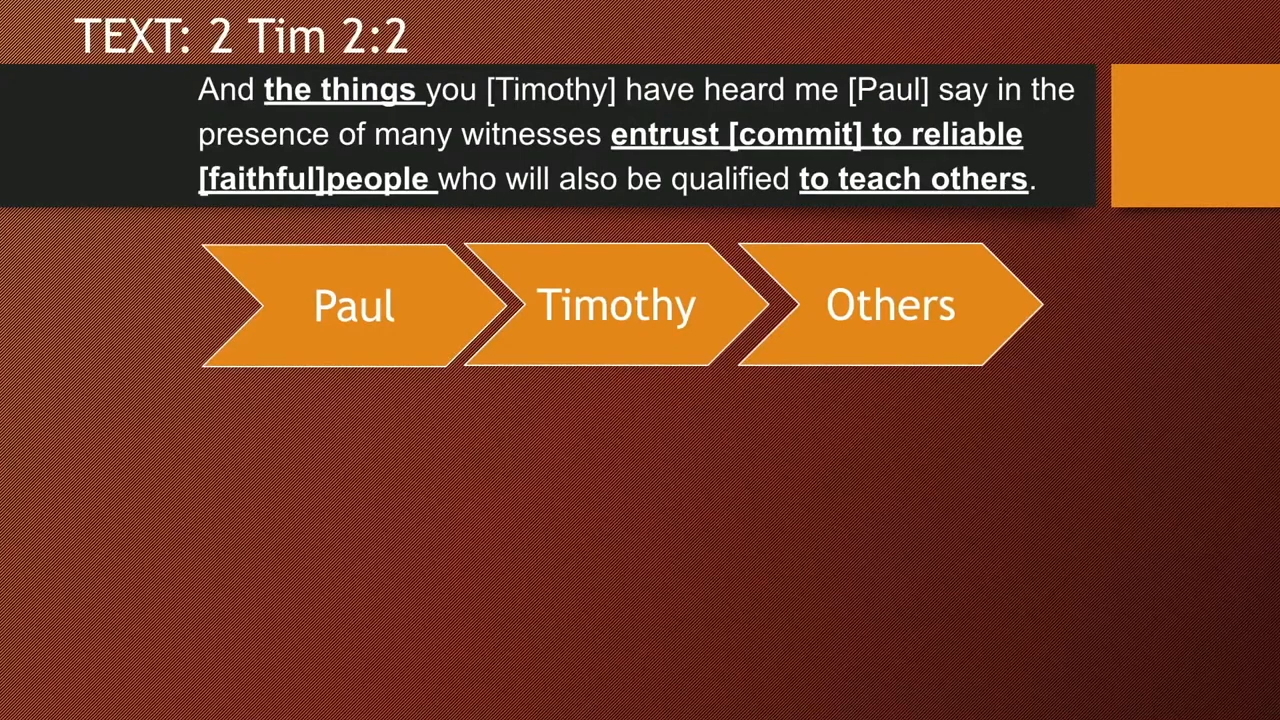 TEXT: 2 Tim 2:2
And the things you [Timothy] have heard me [Paul] say in the
presence of many witnesses entrust [commit] to reliable
[faithful]people who will also be qualified to teach others.
Paul
Timothy
Others